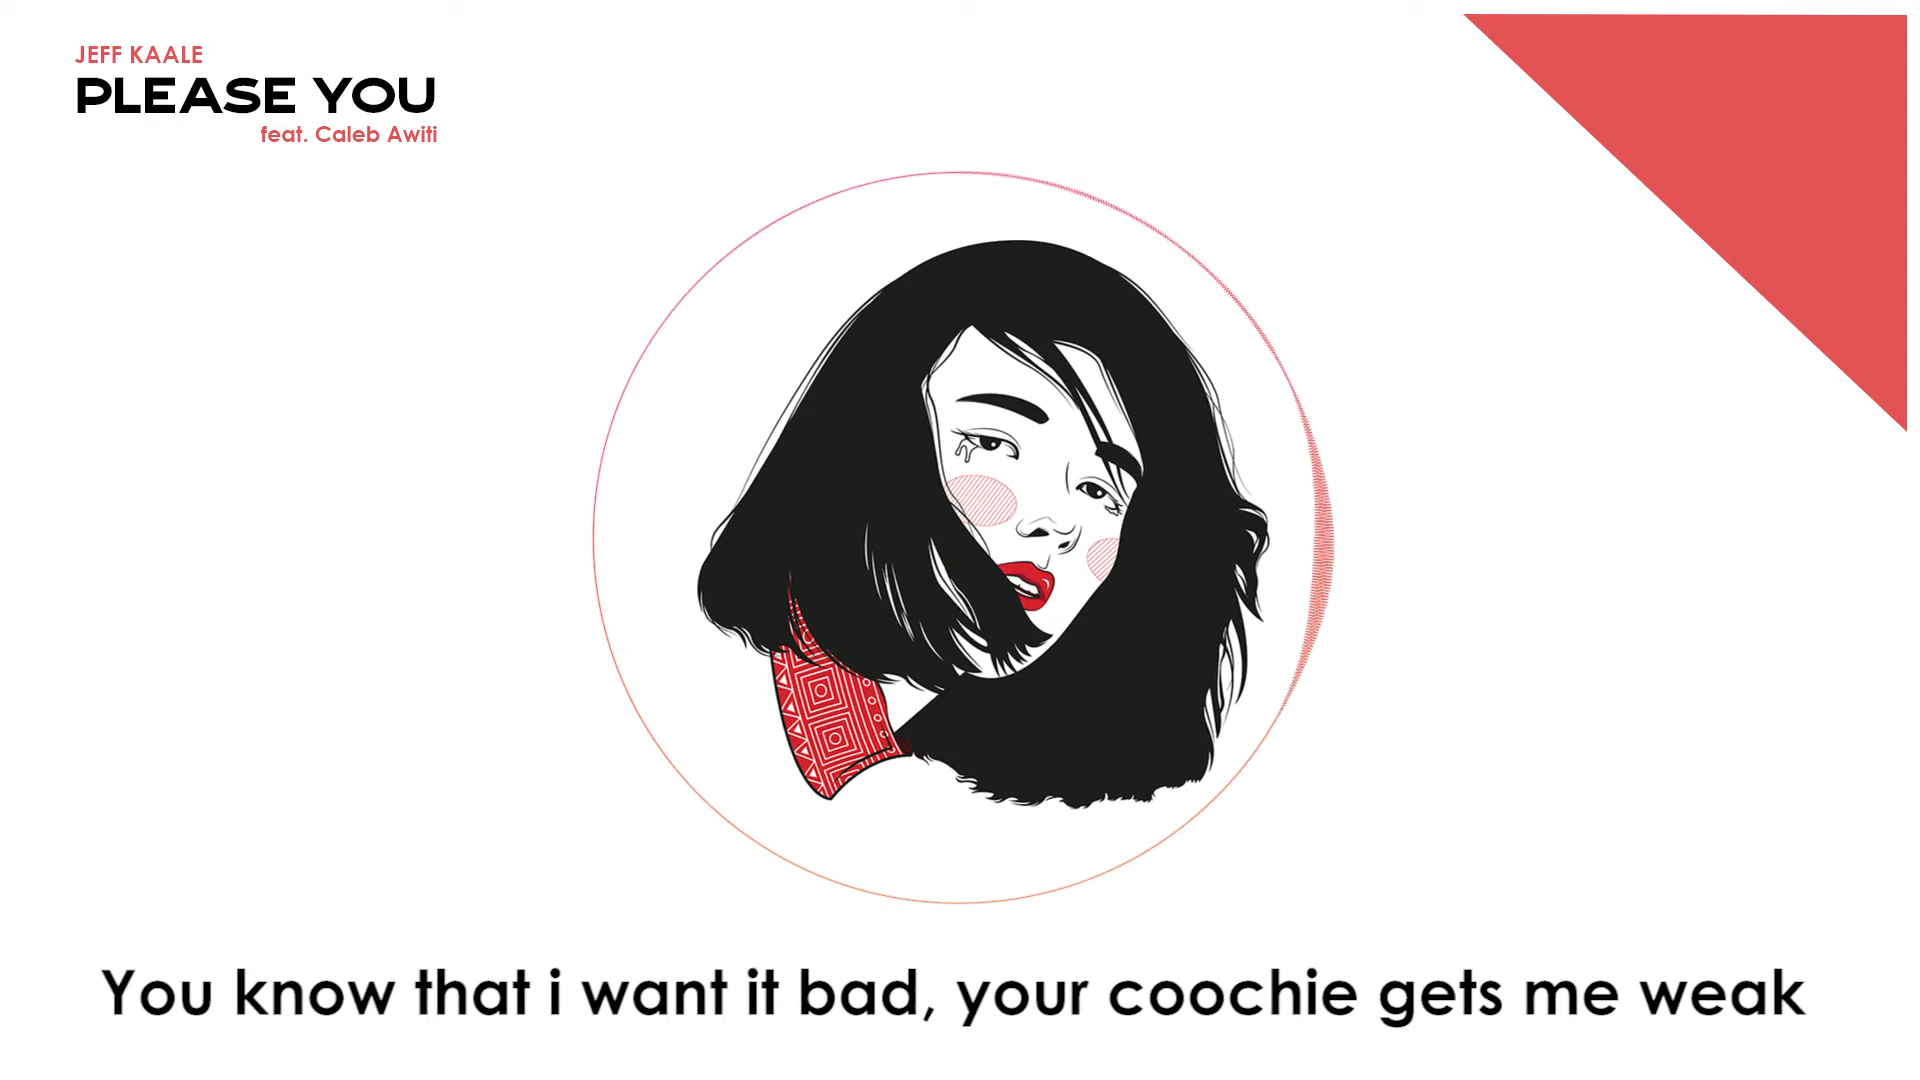 JEFF KAALE
PLEASE YOU
feat. Caleb Awiti
You know that i want it bad, your coochie gets me weak